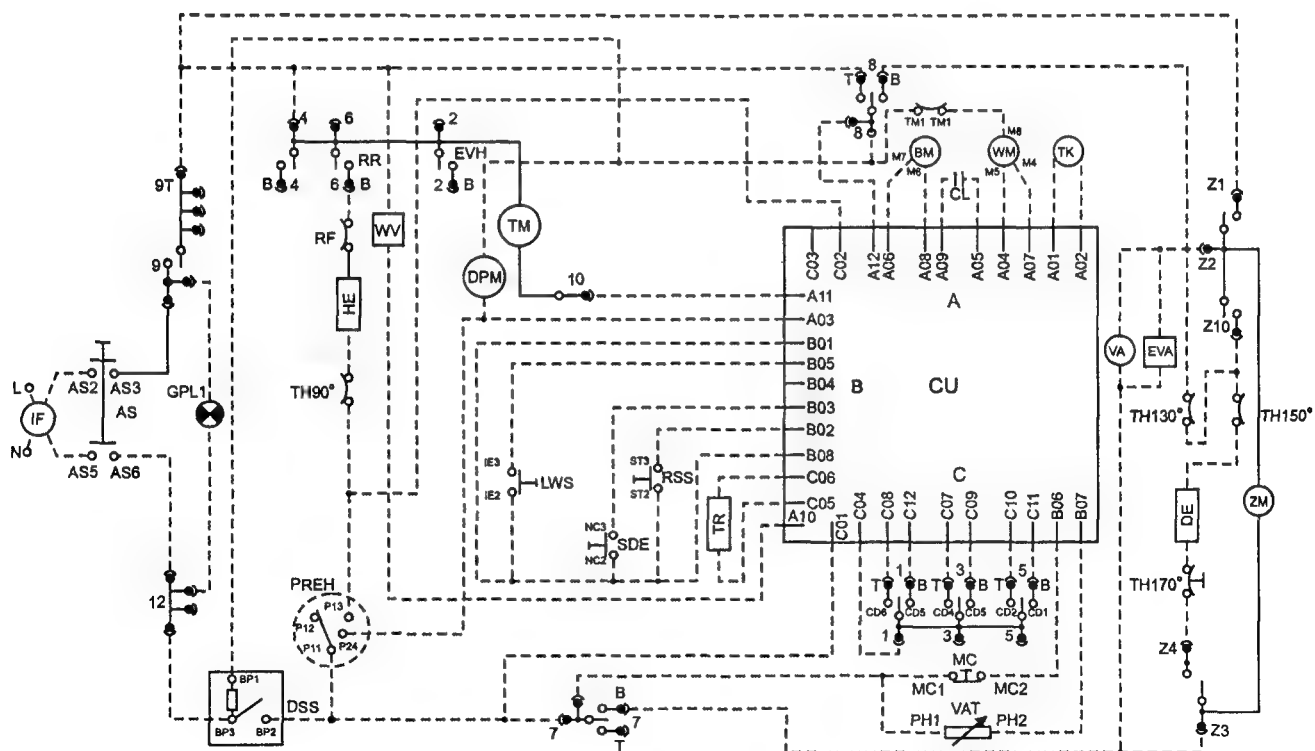 8
T B
4 6 2
8
TM1 TM1
M8
M7 BM WM TK
M6 M5 M4
CL
RR EVH
B 4 6 B 2 B
9T
Z1
RF WV TM
Z2
C03 C02 A12 A06 A08 A09 A05 A04 A07 A01 A02
9
DPM 10
A11 A
HE
A03
Z10
B01
VA EVA
B05
L AS2 AS3
AS
GPL1
TH90°
B04 B CU
IF
B03
TH130° TH150°
N
B02
AS5 AS6
IE3
ST3
B08
LWS RSS
IE2
ST2
C06 C
ZM
C05
TR
A10
C01 C04 C08 C12 C07 C09 C10 C11 B06 B07
DE
NC3
SDE
NC2
1 3 5
TH170°
T B T B T B
PREH
12
P13
P12
P24
P11
CD6 CD5 CD4 CD5 CD2 CD1
1 3 5
Z4
MC
MC1 MC2
BP1
DSS
BP3 BP2
B
7 7
T
VAT
PH1 PH2
Z3